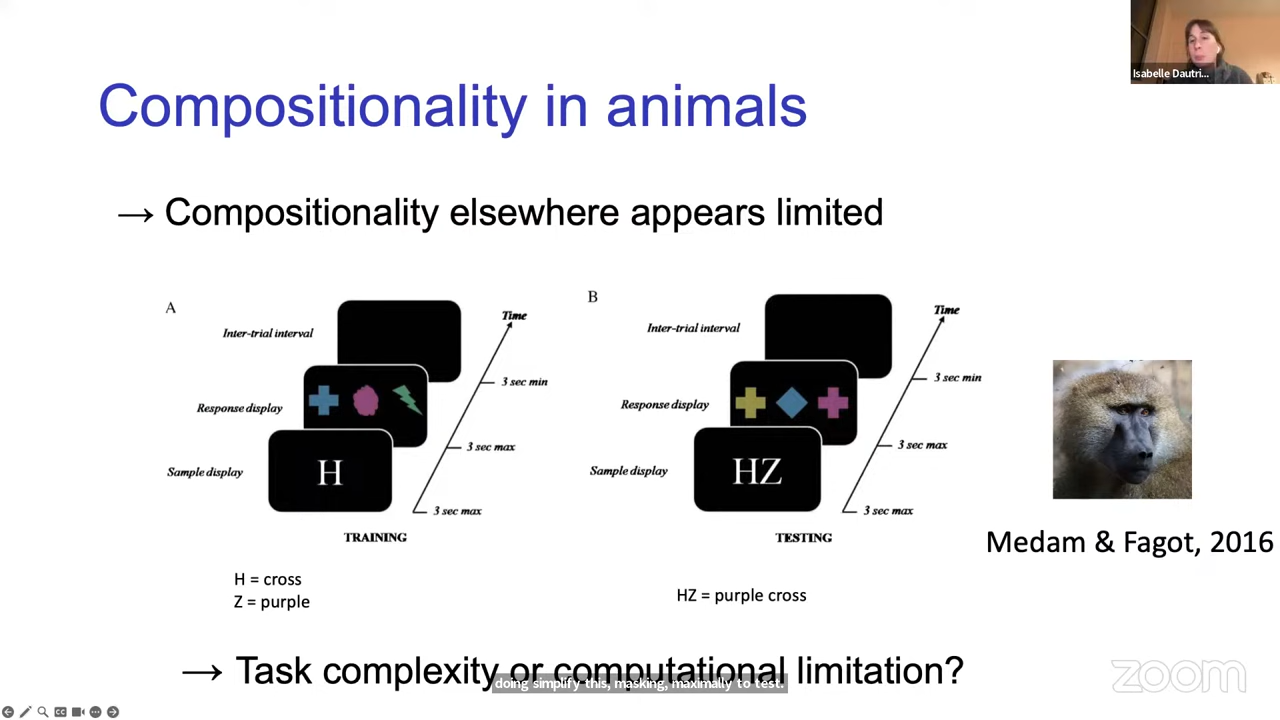 Isabelle Dautri...
Compositionality in animals
→ Compositionality elsewhere appears limited
A
Inter-trial interval
Response display
Sample display
H
Time
3 sec min
3 sec max
3 sec max
TRAINING
H = cross
Z = purple
B
Inter-trial interval
Response display
Sample display
HZ
Time
3 sec min
3 sec max
3 sec max
TESTING
HZ = purple cross
Medam & Fagot, 2016
→ Task complexity or computational limitation?
doing simplify this, masking, maximally to test.
zoom
CC